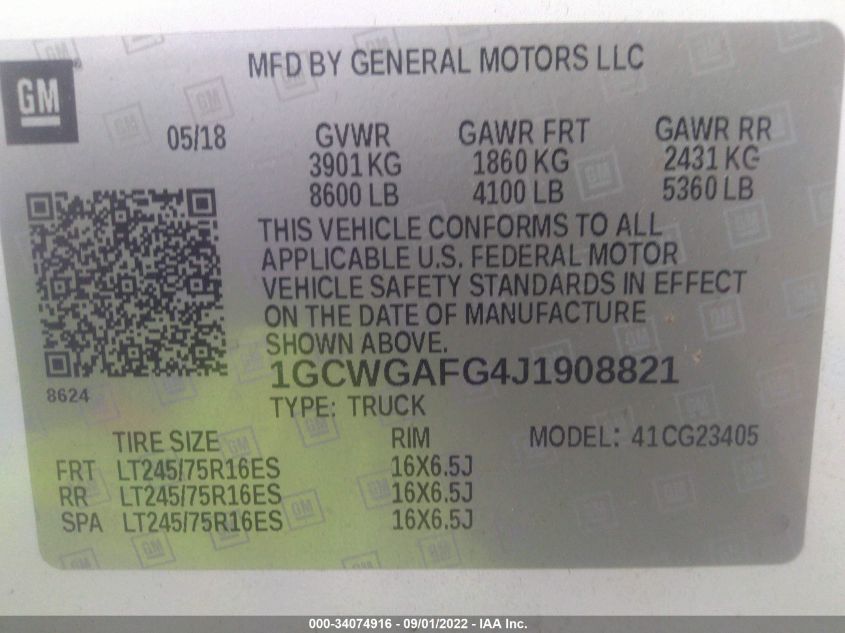 MFD BY GENERAL MOTORS LLC
GM
05/18 GVWR GAWR FRT GAWR RR
3901 KG 1860 KG 2431 KG
8600 LB 4100 LB 5360 LB
THIS VEHICLE CONFORMS TO ALL
APPLICABLE U.S. FEDERAL MOTOR
VEHICLE SAFETY STANDARDS IN EFFECT
ON THE DATE OF MANUFACTURE
SHOWN ABOVE.
1GCWGAFG4J1908821
8624
TYPE: TRUCK
TIRE SIZE RIM MODEL: 41CG23405
FRT LT245/75R16ES 16X6.5J
RR LT245/75R16ES 16X6.5J
SPA LT245/75R16ES 16X6.5J
000-34074916 - 09/01/2022 - IAA Inc.